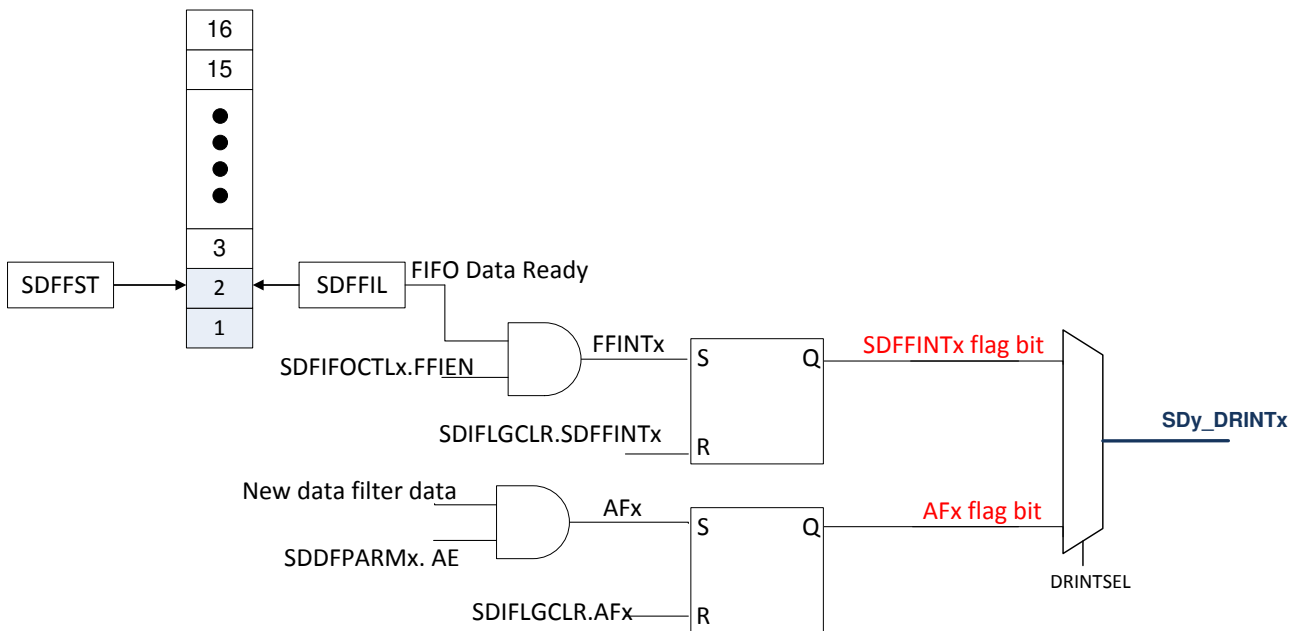 16
15
3
SDFFST
2
SDFFIL
FIFO Data Ready
1
SDFIFOCTLx.FFIEN
FFINTx
S
Q
SDFFINTx flag bit
SDIFLGCLR.SDFFINTx
R
SDy_DRINTx
New data filter data
AFx
S
Q
AFx flag bit
SDDFPARMx. AE
DRINTSEL
SDIFLGCLR.AFx
R